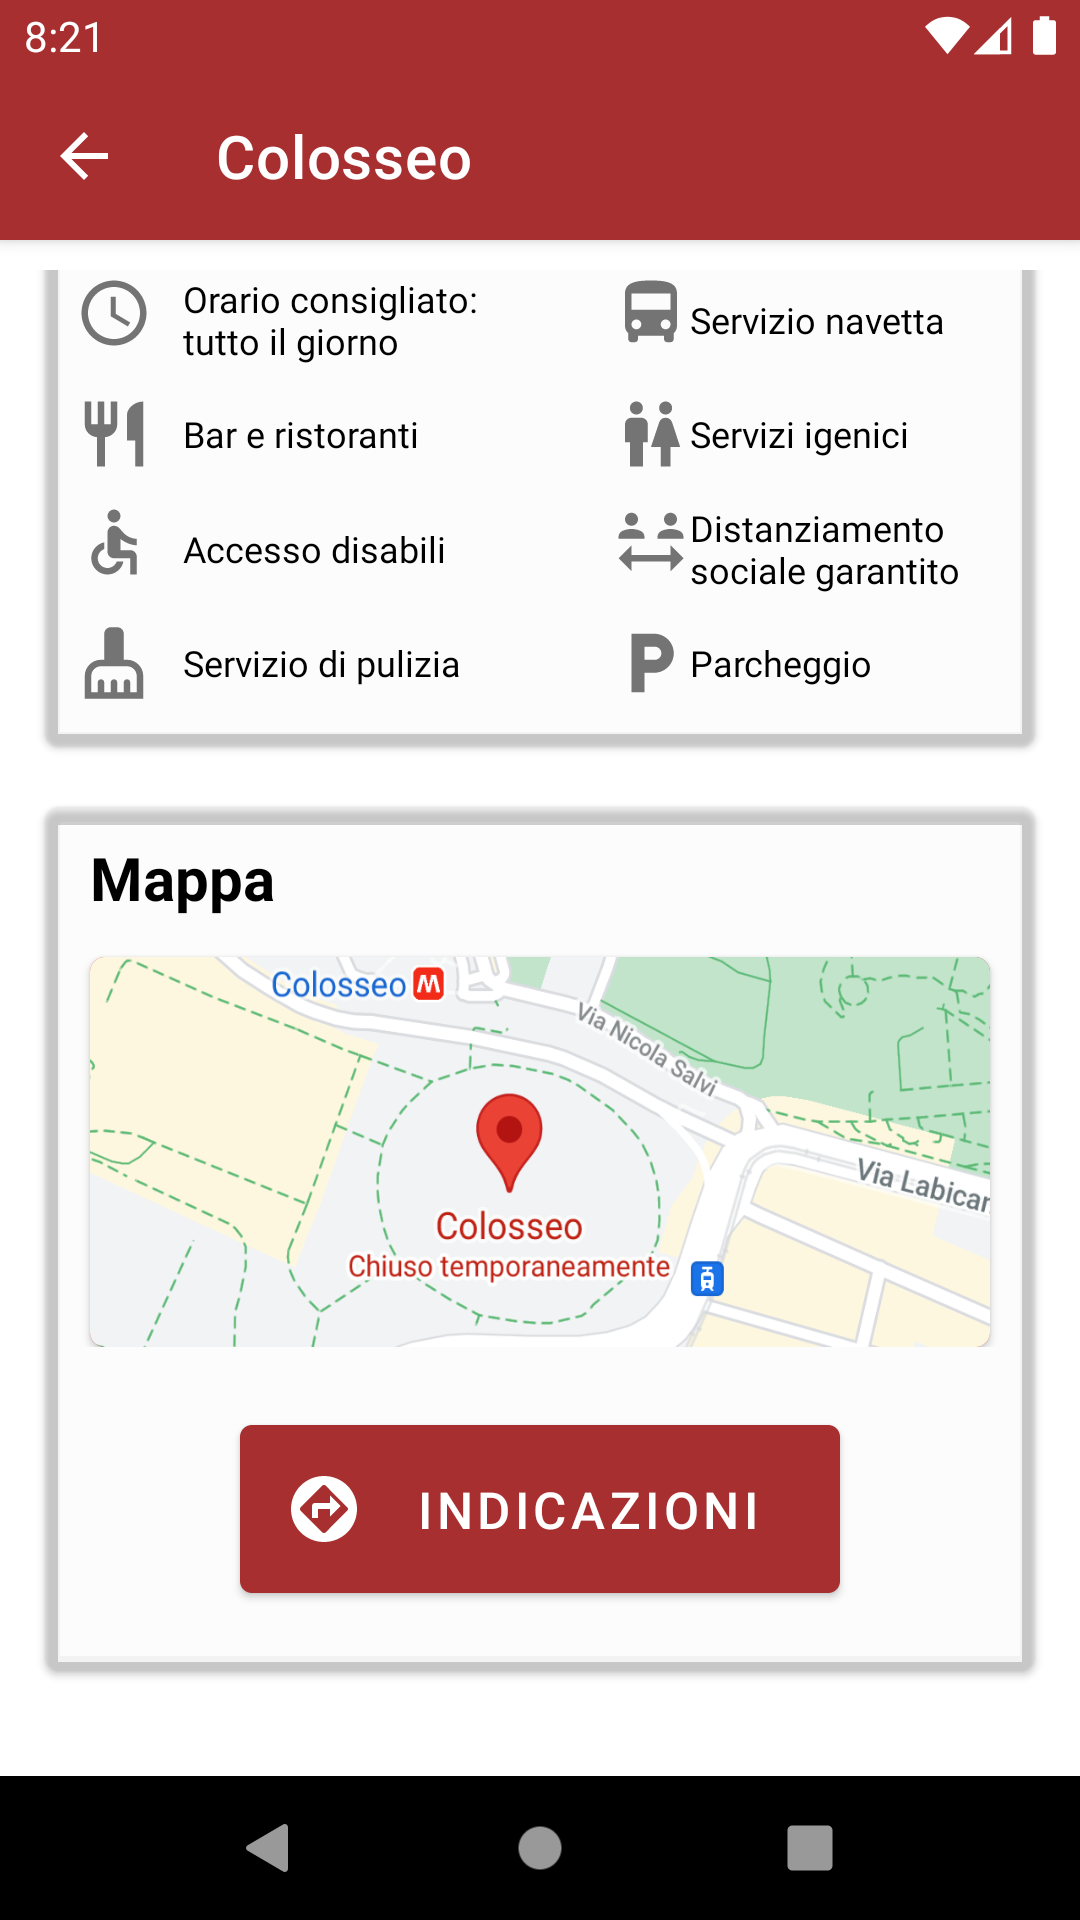 8:21
Colosseo
Orario consigliato:
tutto il giorno
Servizio navetta
Bar e ristoranti
Servizi igenici
Accesso disabili
Distanziamento
sociale garantito
Servizio di pulizia
Parcheggio
Mappa
Colosseo M
Via Nicola Salvi
Via Labican
Colosseo
Chiuso temporaneamente
INDICAZIONI